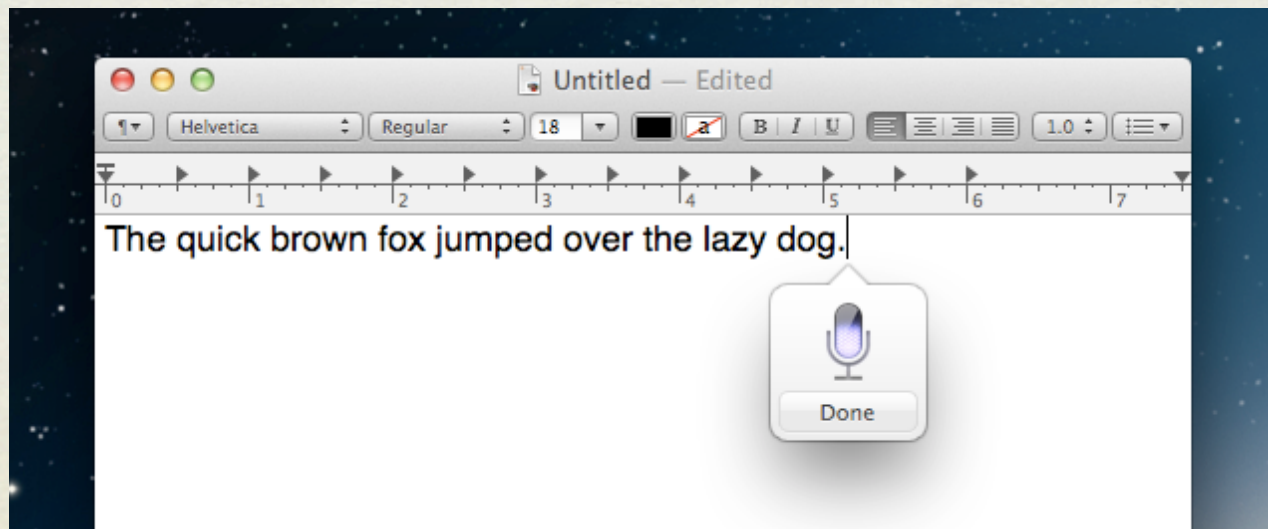 Untitled — Edited
¶ Helvetica Regular 18 a B I U 1.0
0 1 2 3 4 5 6 7
The quick brown fox jumped over the lazy dog.
Done